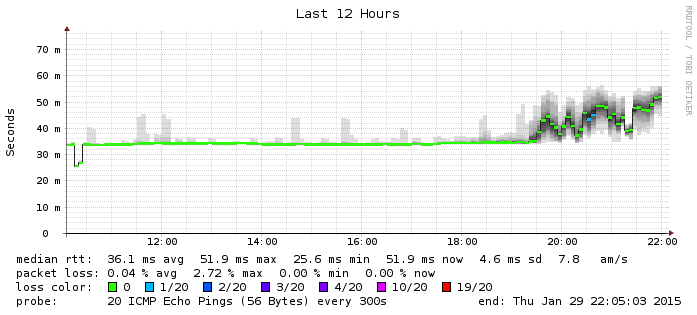 Last 12 Hours
RRDTOOL / TOBI OETIKER
Seconds
70 m
60 m
50 m
40 m
30 m
20 m
10 m
0
12:00 14:00 16:00 18:00 20:00 22:00
median rtt: 36.1 ms avg 51.9 ms max 25.6 ms min 51.9 ms now 4.6 ms sd 7.8 am/s
packet loss: 0.04 % avg 2.72 % max 0.00 % min 0.00 % now
loss color: 0 1/20 2/20 3/20 4/20 10/20 19/20
probe: 20 ICMP Echo Pings (56 Bytes) every 300s end: Thu Jan 29 22:05:03 2015